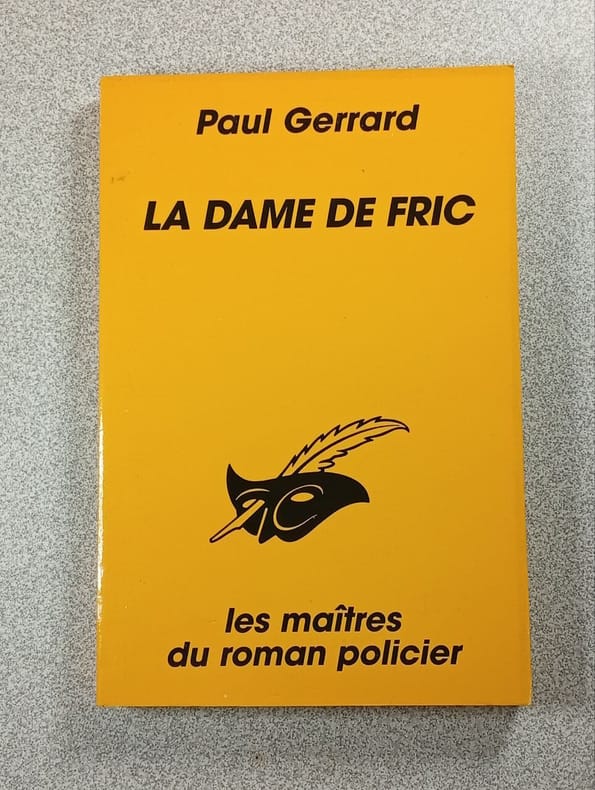 Paul Gerrard
LA DAME DE FRIC
les maîtres
du roman policier